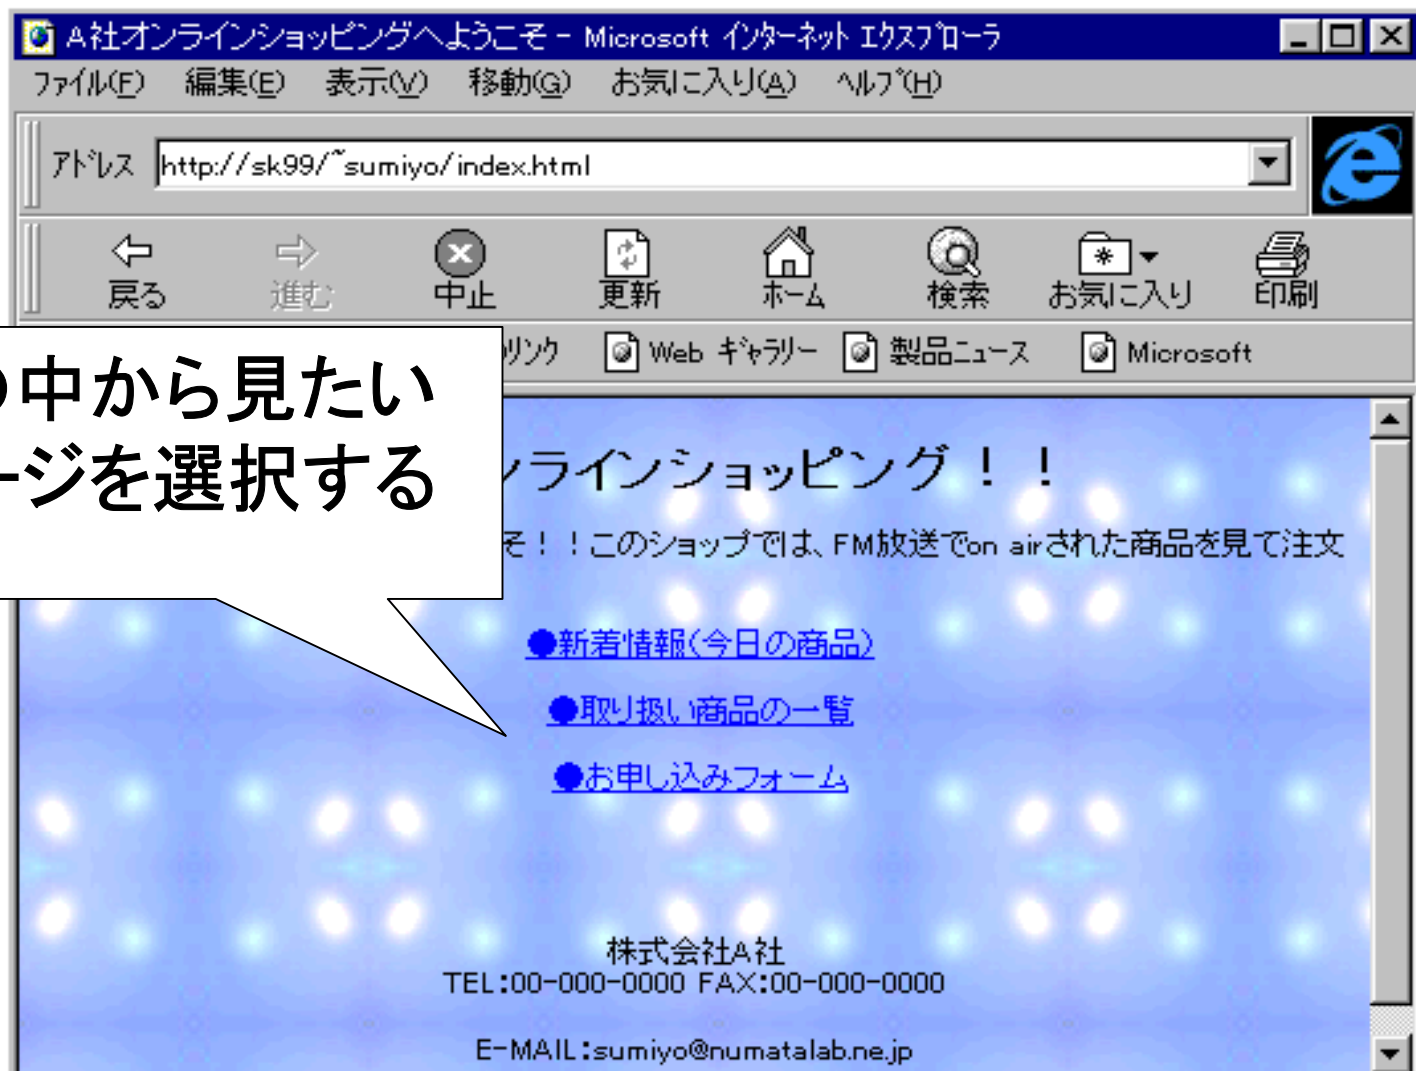 A社オンラインショッピングへようこそ - Microsoft インターネット エクスプローラ
ファイル(F) 編集(E) 表示(V) 移動(G) お気に入り(A) ヘルプ(H)
アドレス http://sk99/~sumiyo/index.html
戻る 進む 中止 更新 ホーム 検索 お気に入り 印刷
リンク Web ギャラリー 製品ニュース Microsoft
の中から見たい
ージを選択する
ンラインショッピング！！
そ！！このショップでは、FM放送でon airされた商品を見て注文
●新着情報(今日の商品)
●取り扱い商品の一覧
●お申し込みフォーム
株式会社A社
TEL:00-000-0000 FAX:00-000-0000
E-MAIL:sumiyo@numatalab.ne.jp